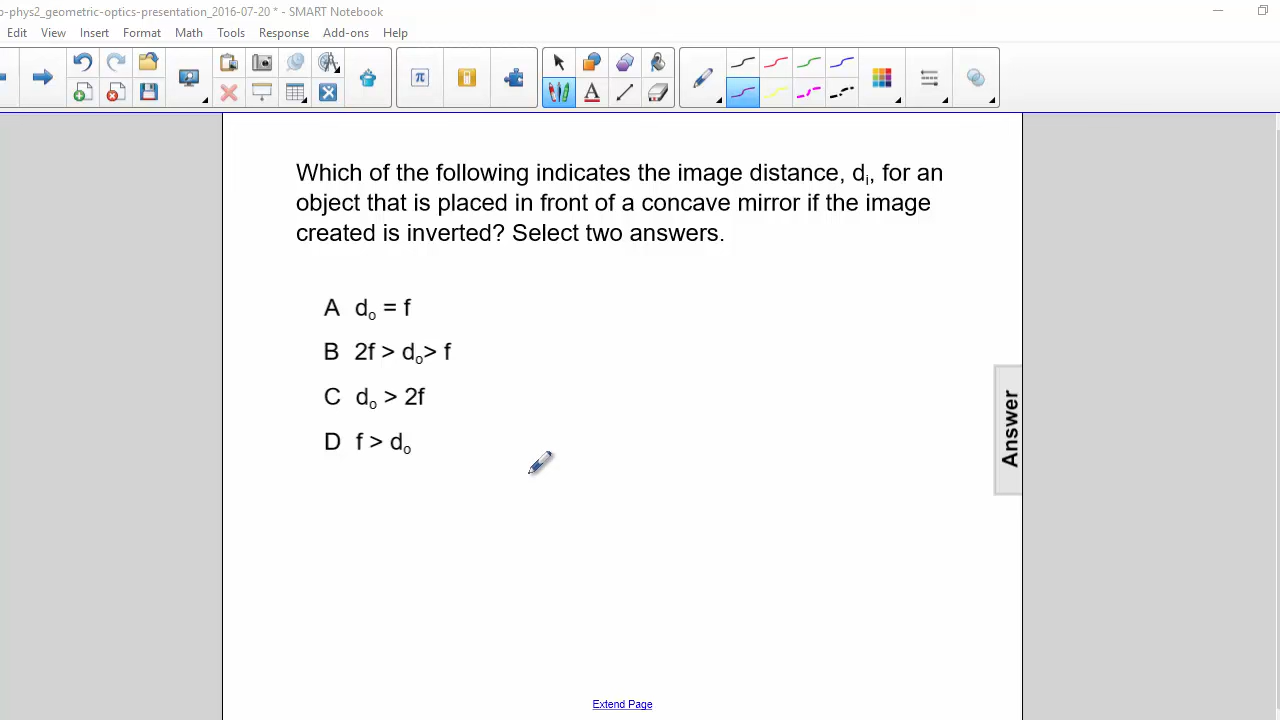 o-phys2_geometric-optics-presentation_2016-07-20 * - SMART Notebook
Edit View Insert Format Math Tools Response Add-ons Help
π
A
Which of the following indicates the image distance, dᵢ, for an
object that is placed in front of a concave mirror if the image
created is inverted? Select two answers.
A dₒ = f
B 2f > dₒ> f
C dₒ > 2f
D f > dₒ
Answer
Extend Page